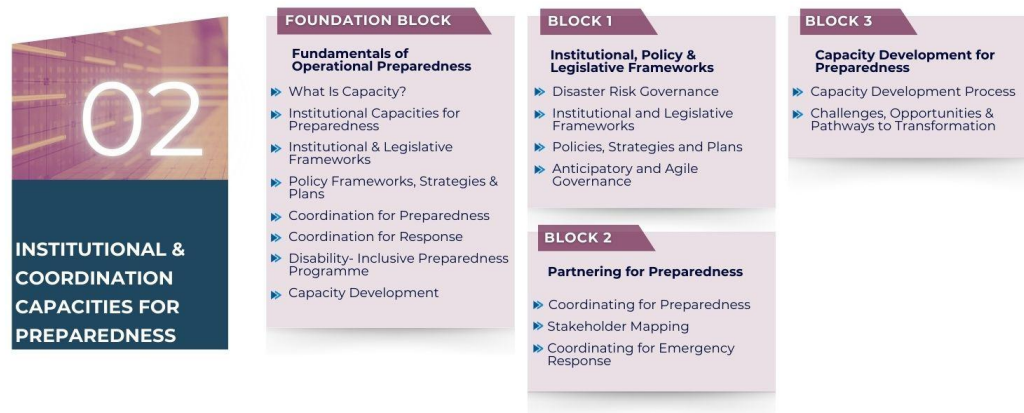 02
INSTITUTIONAL &
COORDINATION
CAPACITIES FOR
PREPAREDNESS
FOUNDATION BLOCK
Fundamentals of
Operational Preparedness
What Is Capacity?
Institutional Capacities for
Preparedness
Institutional & Legislative
Frameworks
Policy Frameworks, Strategies &
Plans
Coordination for Preparedness
Coordination for Response
Disability- Inclusive Preparedness
Programme
Capacity Development
BLOCK 1
Institutional, Policy &
Legislative Frameworks
Disaster Risk Governance
Institutional and Legislative
Frameworks
Policies, Strategies and Plans
Anticipatory and Agile
Governance
BLOCK 2
Partnering for Preparedness
Coordinating for Preparedness
Stakeholder Mapping
Coordinating for Emergency
Response
BLOCK 3
Capacity Development for
Preparedness
Capacity Development Process
Challenges, Opportunities &
Pathways to Transformation